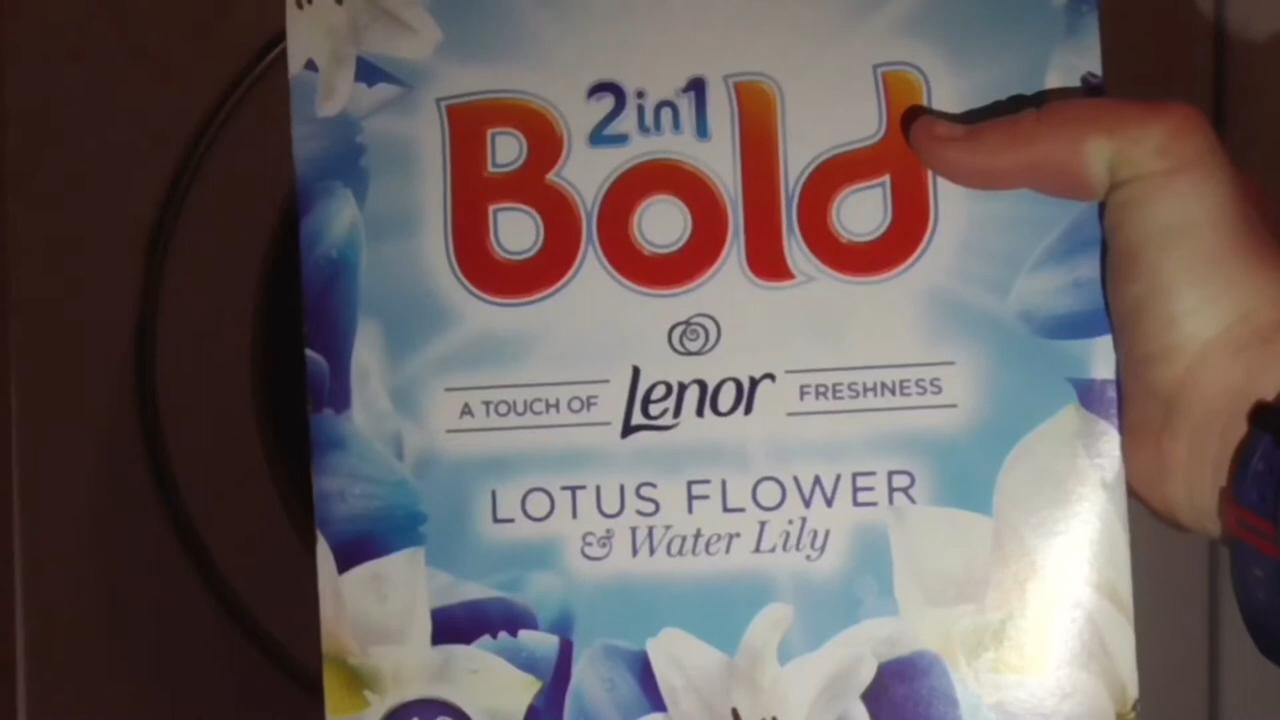 2in1
Bold
A TOUCH OF Lenor FRESHNESS
LOTUS FLOWER
& Water Lily